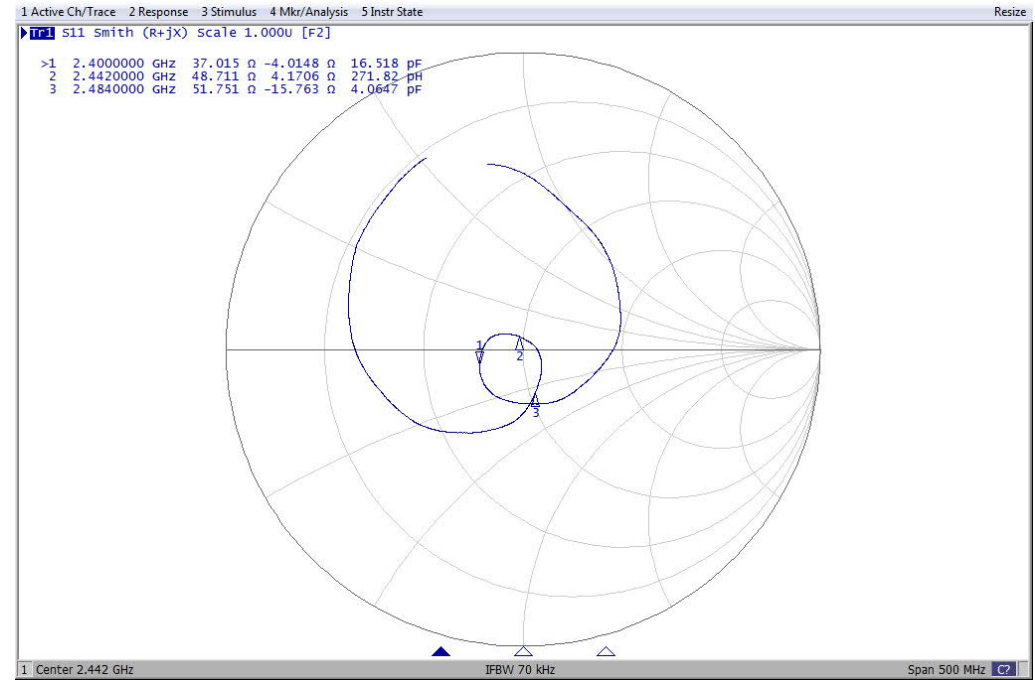 1 Active Ch/Trace 2 Response 3 Stimulus 4 Mkr/Analysis 5 Instr State Resize
Tr1 S11 Smith (R+jX) Scale 1.000U [F2]
>1 2.4000000 GHz 37.015 Ω -4.0148 Ω 16.518 pF
2 2.4420000 GHz 48.711 Ω 4.1706 Ω 271.82 pH
3 2.4840000 GHz 51.751 Ω -15.763 Ω 4.0647 pF
1
2
3
1 Center 2.442 GHz IFBW 70 kHz Span 500 MHz C?